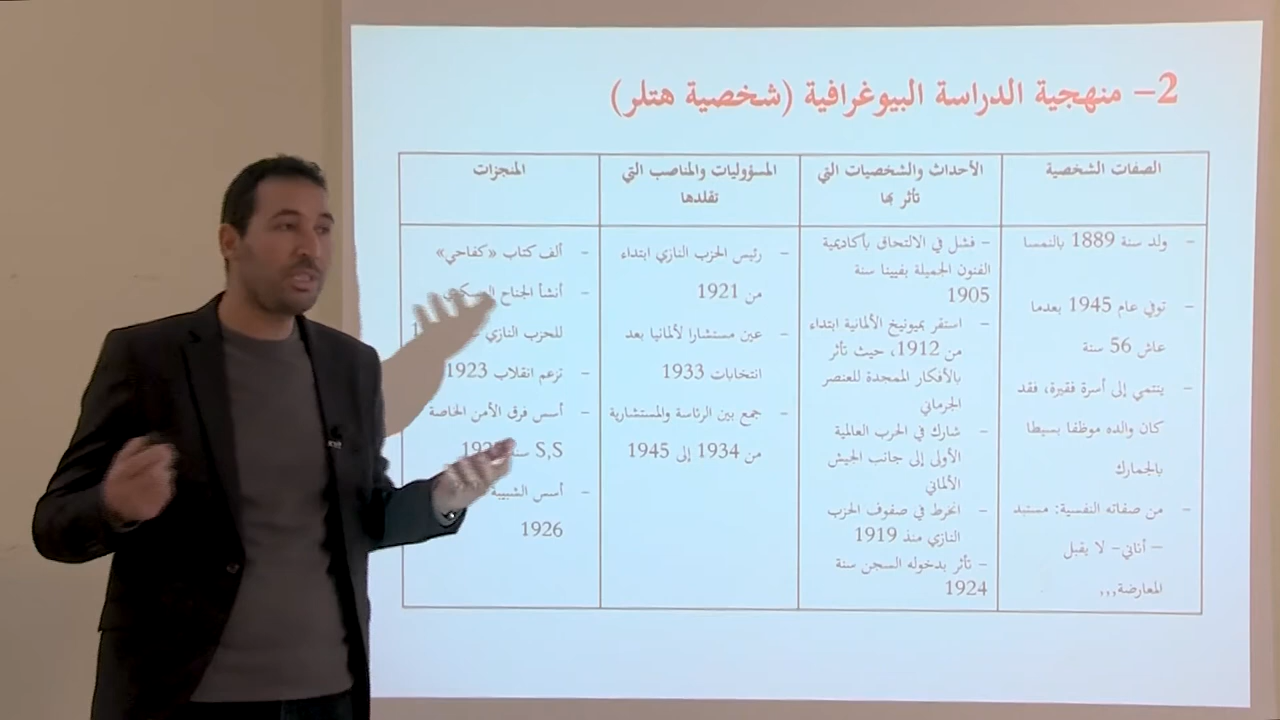 2- منهجية الدراسة البيوغرافية (شخصية هتلر)
الصفات الشخصية
- ولد سنة 1889 بالنمسا
- توفي عام 1945 بعدما
عاش 56 سنة
- ينتمي إلى أسرة فقيرة، فقد
كان والده موظفا بسيطا
بالجمارك
- من صفاته النفسية: مستبد
– أناني- لا يقبل
المعارضة,,,
الأحداث والشخصيات التي
تأثر بها
- فشل في الالتحاق بأكاديمية
الفنون الجميلة بفيينا سنة
1905
- استقر بميونيخ الألمانية ابتداء
من 1912، حيث تأثر
بالأفكار الممجدة للعنصر
الجرماني
- شارك في الحرب العالمية
الأولى إلى جانب الجيش
الألماني
- انخرط في صفوف الحزب
النازي منذ 1919
- تأثر بدخوله السجن سنة
1924
المسؤوليات والمناصب التي
تقلدها
- رئيس الحزب النازي ابتداء
من 1921
- عين مستشارا لألمانيا بعد
انتخابات 1933
- جمع بين الرئاسة والمستشارية
من 1934 إلى 1945
المنجزات
- ألف كتاب «كفاحي»
- أنشأ الجناح
للحزب النازي
- تزعم انقلاب 1923
- أسس فرق الأمن الخاصة
S,S
- أسس الشبيبة
1926